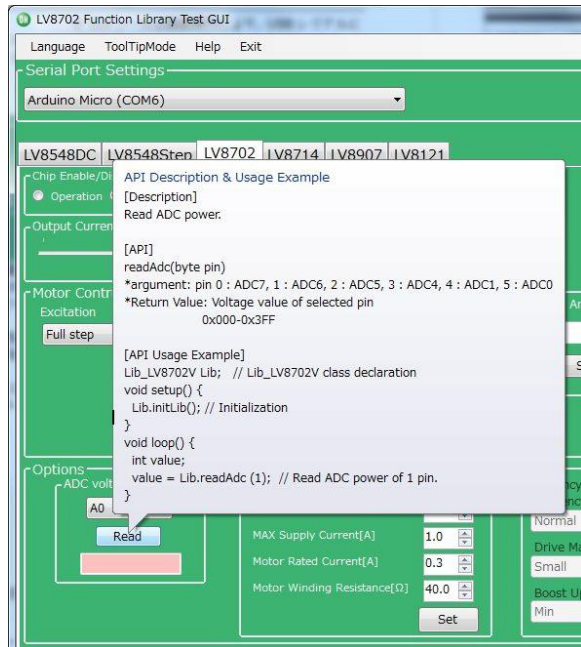 LV8702 Function Library Test GUI
Language ToolTipMode Help Exit
Serial Port Settings
Arduino Micro (COM6)
LV8548DC LV8548Step LV8702 LV8714 LV8907 LV8121
Chip Enable/Di
Operation
Output Curren
Motor Contr
Excitation
Full step
API Description & Usage Example
[Description]
Read ADC power.
[API]
readAdc(byte pin)
*argument: pin 0 : ADC7, 1 : ADC6, 2 : ADC5, 3 : ADC4, 4 : ADC1, 5 : ADC0
*Return Value: Voltage value of selected pin
0x000-0x3FF
[API Usage Example]
Lib_LV8702V Lib; // Lib_LV8702V class declaration
void setup() {
Lib.initLib(); // Initialization
}
void loop() {
int value;
value = Lib.readAdc (1); // Read ADC power of 1 pin.
}
Options
ADC volt
A0
Read
MAX Supply Current[A] 1.0
Motor Rated Current[A] 0.3
Motor Winding Resistance[Ω] 40.0
Set
Normal
Drive Ma
Small
Boost Up
Min